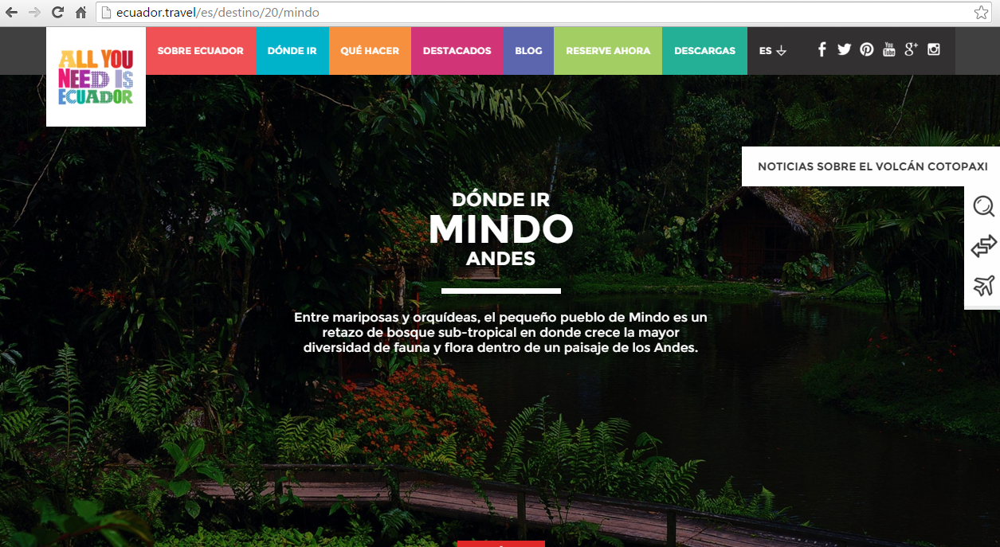 ecuador.travel/es/destino/20/mindo
ALL YOU
NEED IS
ECUADOR
SOBRE ECUADOR
DÓNDE IR
QUÉ HACER
DESTACADOS
BLOG
RESERVE AHORA
DESCARGAS
ES
You
Tube
g+
NOTICIAS SOBRE EL VOLCÁN COTOPAXI
DÓNDE IR
MINDO
ANDES
Entre mariposas y orquídeas, el pequeño pueblo de Mindo es un
retazo de bosque sub-tropical en donde crece la mayor
diversidad de fauna y flora dentro de un paisaje de los Andes.